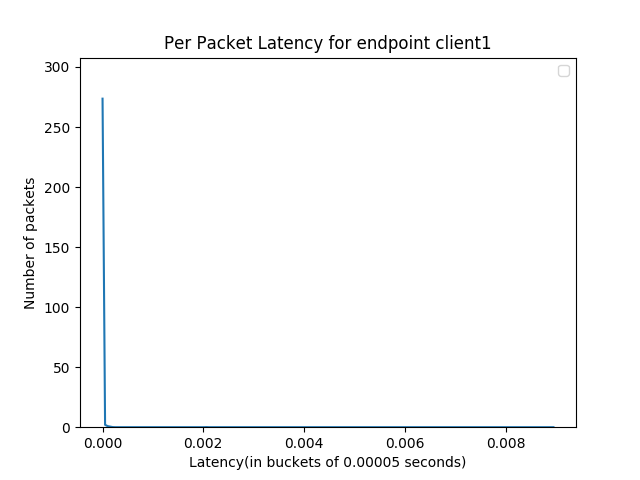 Per Packet Latency for endpoint client1
300
250
200
150
100
50
0
Number of packets
0.000 0.002 0.004 0.006 0.008
Latency(in buckets of 0.00005 seconds)